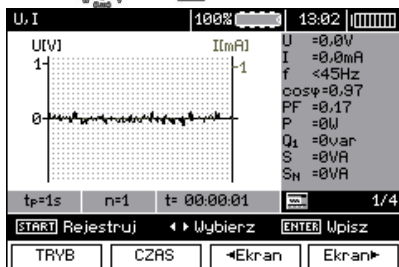 U,I 100% 13:02
U[V] I[mA]
1 1
0
U =0,0V
I =0,0mA
f <45Hz
cosφ=0,97
PF =0,17
P =0W
Q₁ =0var
S =0VA
Sₙ =0VA
tp=1s n=1 t= 00:00:01 1/4
START Rejestruj ◄► Wybierz ENTER Wpisz
TRYB CZAS ◄Ekran Ekran►